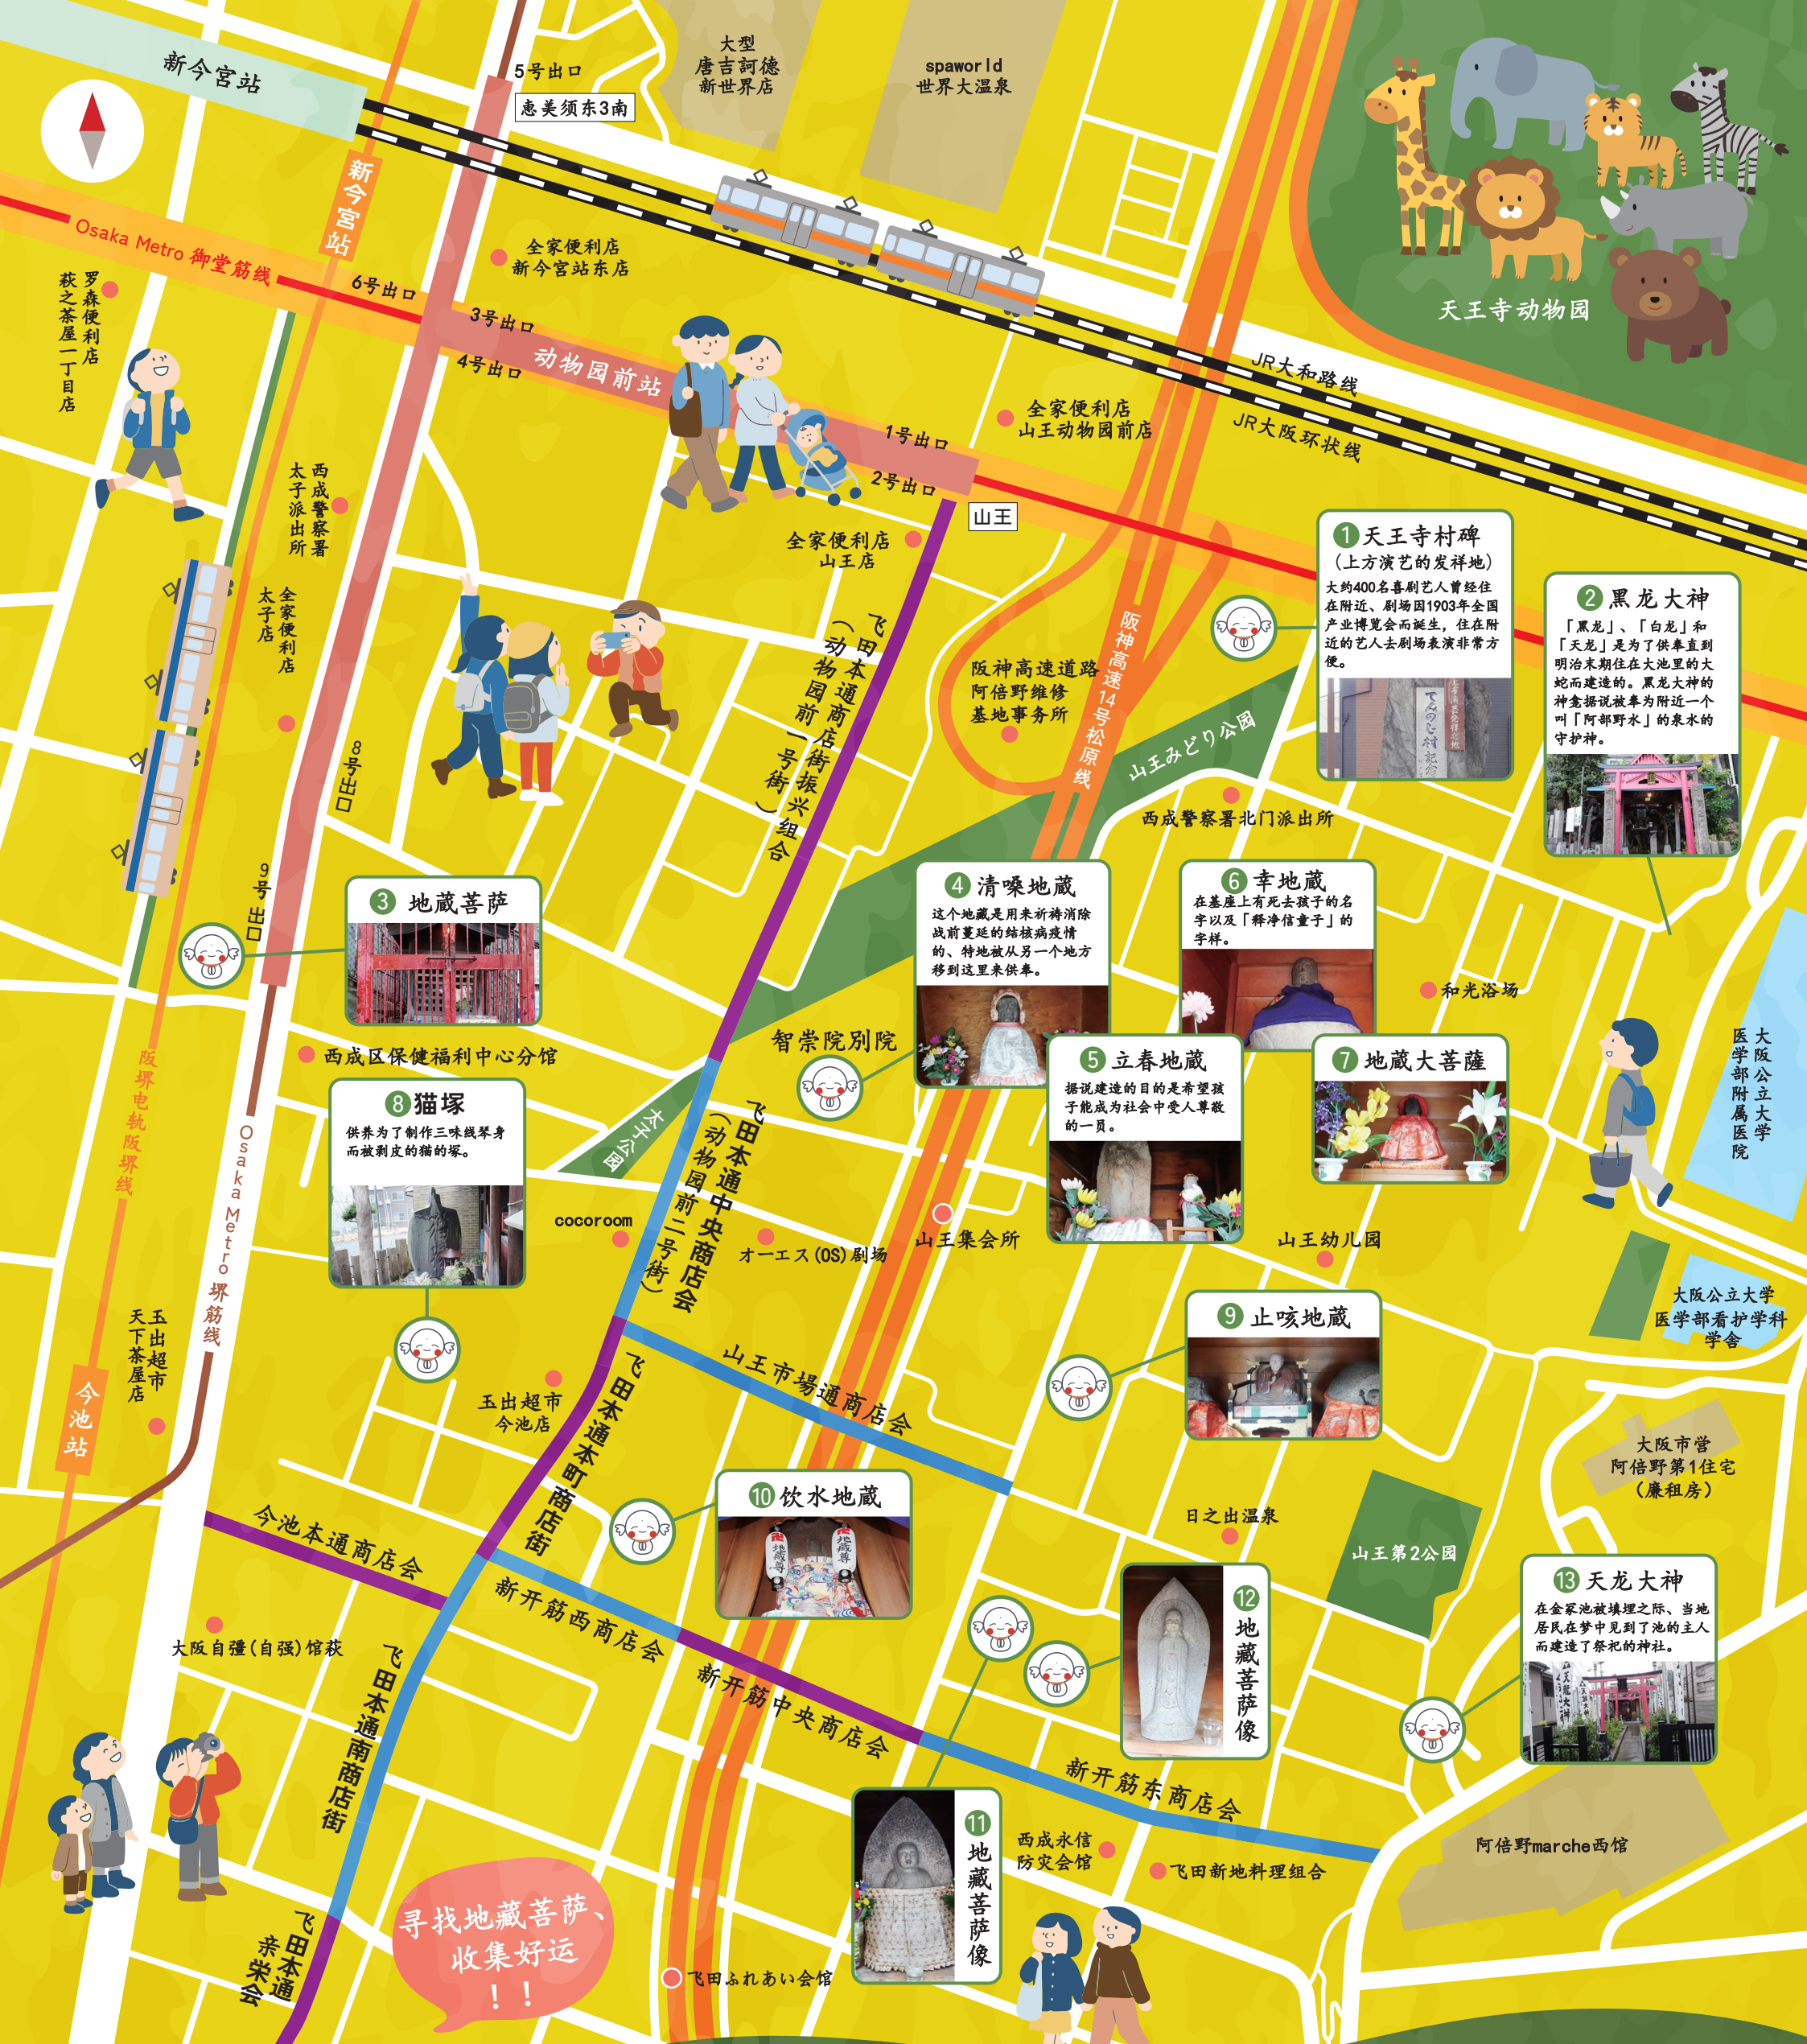 新今宮站
5号出口
惠美须东3南
大型
唐吉訶德
新世界店
spaworld
世界大温泉
天王寺动物园
新今宮站
Osaka Metro 御堂筋线
6号出口
3号出口
4号出口
动物园前站
1号出口
2号出口
全家便利店
新今宮站东店
罗森便利店
萩之茶屋一丁目店
JR大和路线
JR大阪环状线
全家便利店
山王动物园前店
山王
西成警察署
太子派出所
全家便利店
山王店
全家便利店
太子店
8号出口
9号出口
飞田本通商店街振兴组合
(动物园前一号街)
阪神高速道路
阿倍野维修
基地事务所
阪神高速14号松原线
山王みどり公园
西成警察署北门派出所
1 天王寺村碑
(上方演艺的发祥地)
大约400名喜剧艺人曾经住
在附近、剧场因1903年全国
产业博览会而诞生，住在附
近的艺人去剧场表演非常方
便。
2 黑龙大神
「黑龙」、「白龙」和
「天龙」是为了供奉直到
明治末期住在大池里的大
蛇而建造的。黑龙大神的
神龛据说被奉为附近一个
叫「阿部野水」的泉水的
守护神。
3 地蔵菩萨
4 清嗓地蔵
这个地藏是用来祈祷消除
战前蔓延的结核病疫情
的、特地被从另一个地方
移到这里来供奉。
6 幸地蔵
在基座上有死去孩子的名
字以及「释净信童子」的
字样。
和光浴场
5 立春地蔵
据说建造的目的是希望孩
子能成为社会中受人尊敬
的一员。
7 地蔵大菩薩
大阪公立大学
医学部附属医院
西成区保健福利中心分馆
智崇院別院
阪堺电轨阪堺线
Osaka Metro 堺筋线
8 猫塚
供养为了制作三味线琴身
而被剥皮的猫的塚。
太子公园
飞田本通中央商店会
(动物园前二号街)
cocoroom
オーエス(OS)剧场
山王集会所
山王幼儿园
大阪公立大学
医学部看护学科
学舍
玉出超市
天下茶屋店
今池站
9 止咳地蔵
山王市場通商店会
玉出超市
今池店
飞田本通本町商店街
大阪市営
阿倍野第1住宅
(廉租房)
10 饮水地蔵
地蔵尊
地蔵尊
日之出温泉
山王第2公园
今池本通商店会
新开筋西商店会
12 地藏菩萨像
13 天龙大神
在金冢池被填埋之际、当地
居民在梦中见到了池的主人
而建造了祭祀的神社。
大阪自彊(自强)馆萩
飞田本通南商店街
新开筋中央商店会
新开筋东商店会
11 地藏菩萨像
西成永信
防灾会馆
飞田新地料理组合
阿倍野marche西馆
飞田本通
亲栄会
寻找地藏菩萨、
收集好运
！！
飞田ふれあい会馆